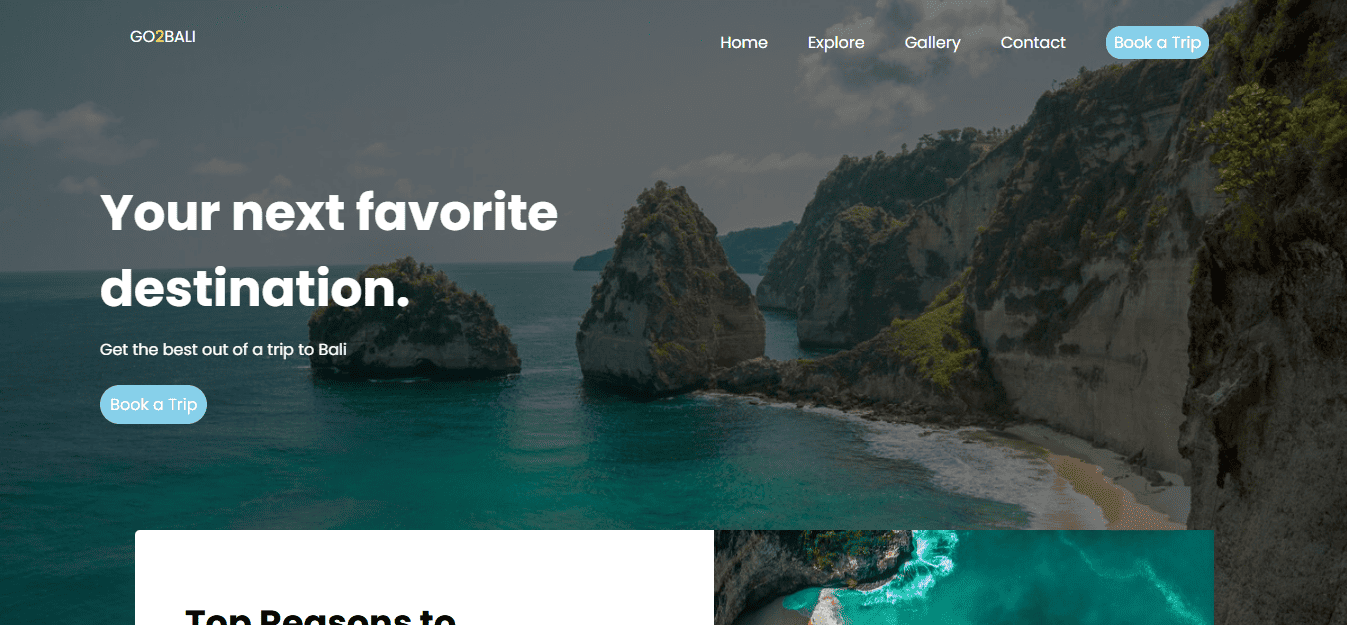 GO2BALI
Home Explore Gallery Contact Book a Trip
Your next favorite
destination.
Get the best out of a trip to Bali
Book a Trip
Top Reasons to